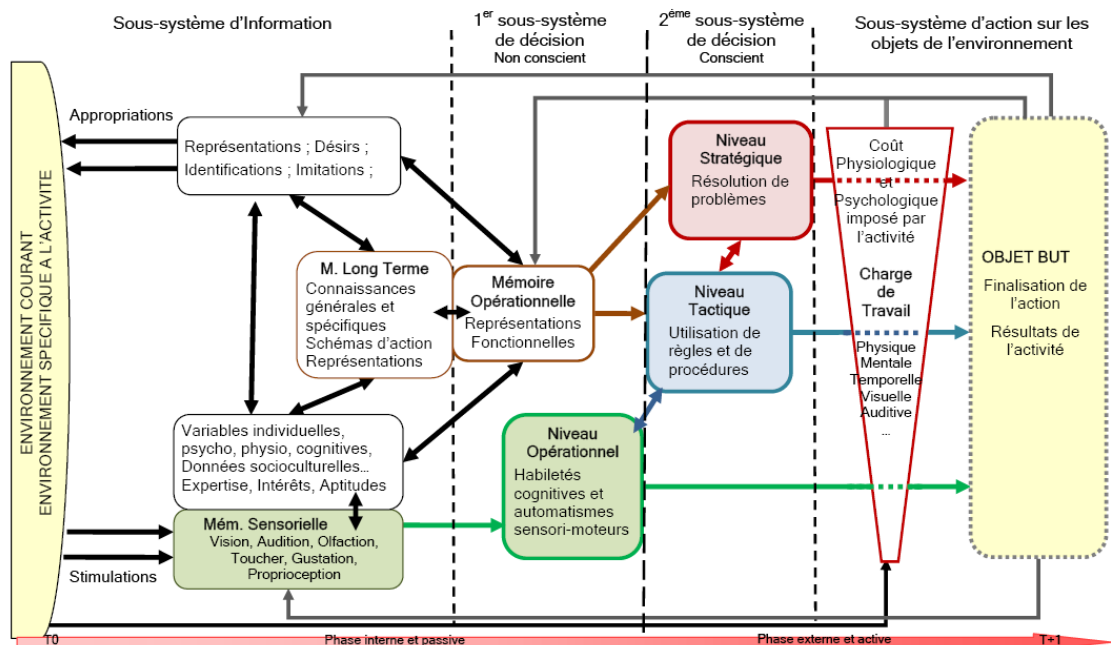 Sous-système d'Information
1er sous-système
de décision
Non conscient
2éme sous-système
de décision
Conscient
Sous-système d'action sur les
objets de l'environnement
ENVIRONNEMENT COURANT
ENVIRONNEMENT SPECIFIQUE A L'ACTIVITE
Appropriations
Représentations ; Désirs ;
Identifications ; Imitations ;
M. Long Terme
Connaissances
générales et
spécifiques
Schémas d'action
Représentations
Mémoire
Opérationnelle
Représentations
Fonctionnelles
Niveau
Stratégique
Résolution de
problèmes
Niveau
Tactique
Utilisation de
règles et de
procédures
Coût
Physiologique
et
Psychologique
imposé par
l'activité
Charge
de
Travail
Physique
Mentale
Temporelle
Visuelle
Auditive
...
OBJET BUT
Finalisation de
l'action
Résultats de
l'activité
Variables individuelles,
psycho, physio, cognitives,
Données socioculturelles...
Expertise, Intérêts, Aptitudes
Mém. Sensorielle
Vision, Audition, Olfaction,
Toucher, Gustation,
Proprioception
Niveau
Opérationnel
Habiletés
cognitives et
automatismes
sensori-moteurs
Stimulations
T0
Phase interne et passive
Phase externe et active
T+1